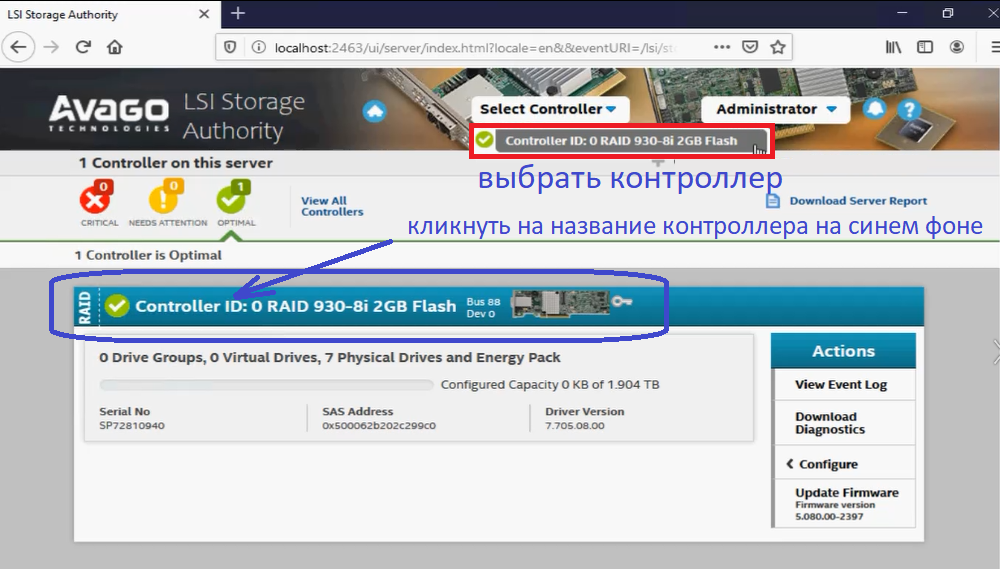 LSI Storage Authority
localhost:2463/ui/server/index.html?locale=en&&eventURI=/lsi/st
AVAGO
TECHNOLOGIES
LSI Storage
Authority
Select Controller
Administrator
Controller ID: 0 RAID 930-8i 2GB Flash
1 Controller on this server
выбрать контроллер
0
0
1
CRITICAL
NEEDS ATTENTION
OPTIMAL
View All
Controllers
Download Server Report
кликнуть на название контроллера на синем фоне
1 Controller is Optimal
RAID
Controller ID: 0 RAID 930-8i 2GB Flash
Bus 88
Dev 0
0 Drive Groups, 0 Virtual Drives, 7 Physical Drives and Energy Pack
Configured Capacity 0 KB of 1.904 TB
Serial No
SP72810940
SAS Address
0x500062b202c299c0
Driver Version
7.705.08.00
Actions
View Event Log
Download
Diagnostics
Configure
Update Firmware
Firmware version
5.080.00-2397